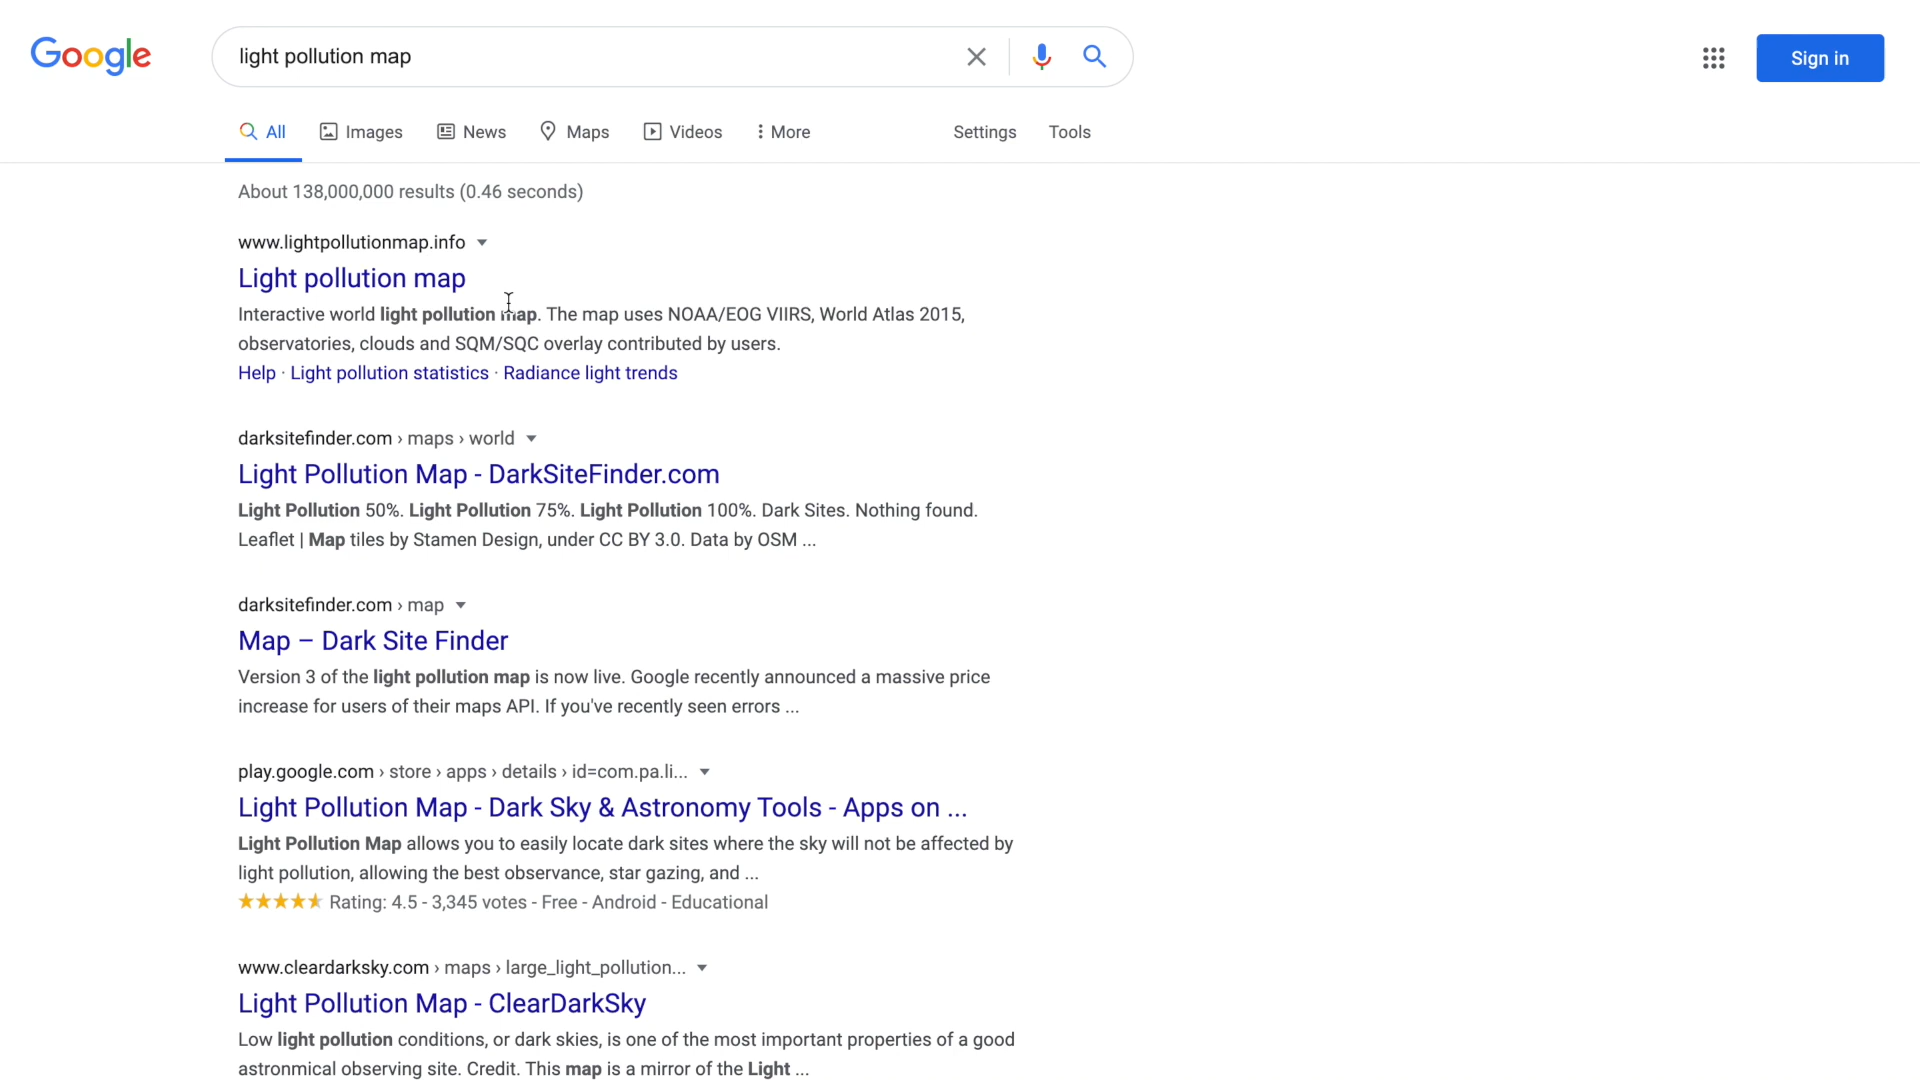 Google
light pollution map
Sign in
All
Images
News
Maps
Videos
More
Settings
Tools
About 138,000,000 results (0.46 seconds)
www.lightpollutionmap.info
Light pollution map
Interactive world light pollution map. The map uses NOAA/EOG VIIRS, World Atlas 2015,
observatories, clouds and SQM/SQC overlay contributed by users.
Help · Light pollution statistics · Radiance light trends
darksitefinder.com › maps › world
Light Pollution Map - DarkSiteFinder.com
Light Pollution 50%. Light Pollution 75%. Light Pollution 100%. Dark Sites. Nothing found.
Leaflet | Map tiles by Stamen Design, under CC BY 3.0. Data by OSM ...
darksitefinder.com › map
Map – Dark Site Finder
Version 3 of the light pollution map is now live. Google recently announced a massive price
increase for users of their maps API. If you've recently seen errors ...
play.google.com › store › apps › details › id=com.pa.li...
Light Pollution Map - Dark Sky & Astronomy Tools - Apps on ...
Light Pollution Map allows you to easily locate dark sites where the sky will not be affected by
light pollution, allowing the best observance, star gazing, and ...
Rating: 4.5 - 3,345 votes - Free - Android - Educational
www.cleardarksky.com › maps › large_light_pollution...
Light Pollution Map - ClearDarkSky
Low light pollution conditions, or dark skies, is one of the most important properties of a good
astronmical observing site. Credit. This map is a mirror of the Light ...